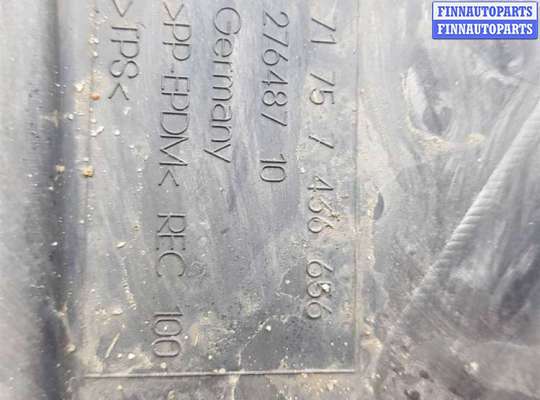 FINNAUTOPARTS
FINNAUTOPARTS
71 75 7 436 656
276487 10
Germany
>PP-EPDM< REC 100
>TPS<